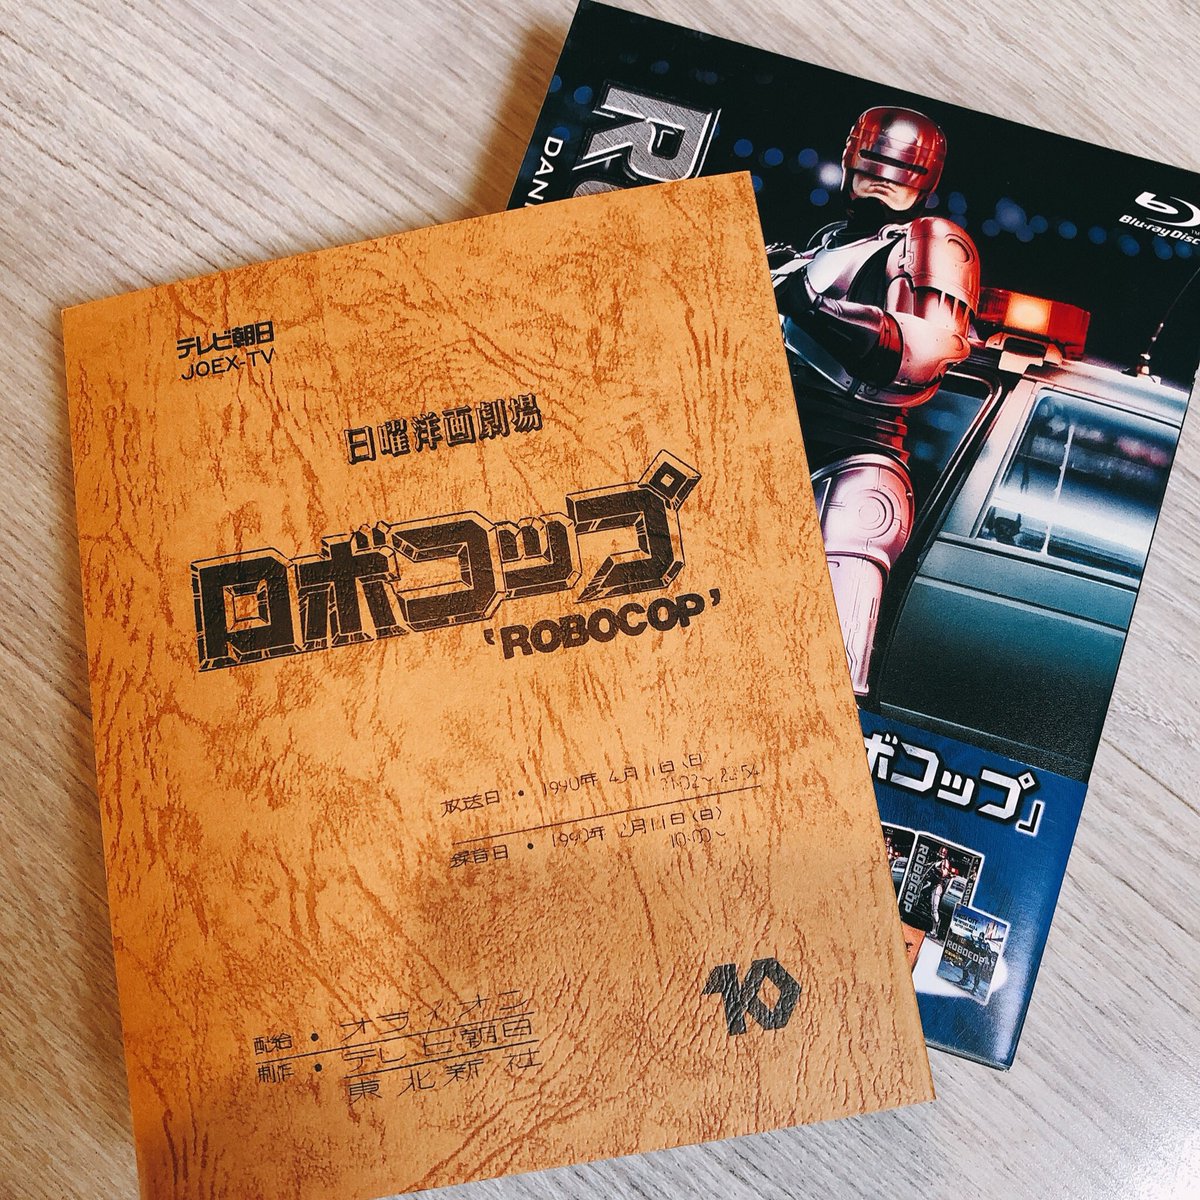 テレビ朝日
JOEX-TV
日曜洋画劇場
ロボコップ
‘ROBOCOP’
放送日・1990年4月1日(日)
21:02〜22:54
録音日・1990年2月11日(日)
10:00〜
10
配給・オライオン
制作・テレビ朝日
東北新社
DAN
Blu-ray Disc
TM
ボコップ」
ROBOCOP
ROBOCOP